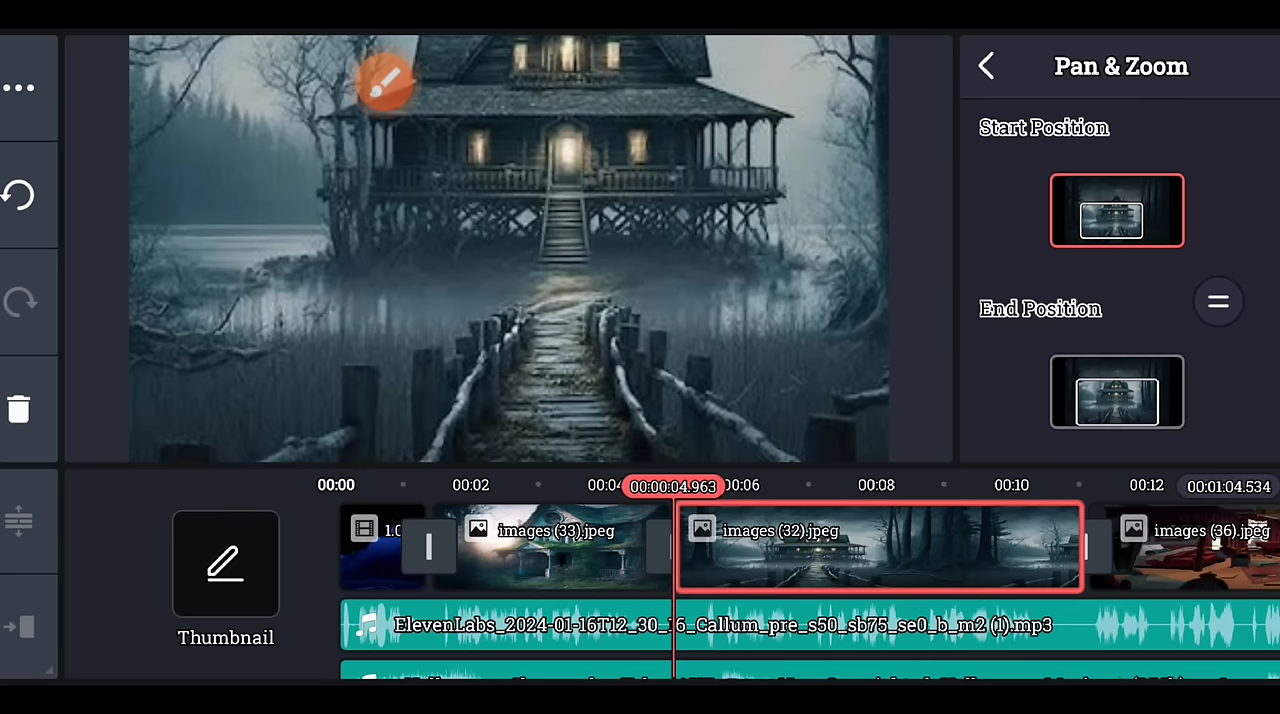 Pan & Zoom
Start Position
End Position
00:00
00:02
00:04
00:00:04.963
00:06
00:08
00:10
00:12
00:01:04.534
1.0
images (33).jpeg
images (32).jpeg
images (36).jpeg
Thumbnail
ElevenLabs_2024-01-16T12_30_16_Callum_pre_s50_sb75_se0_b_m2 (1).mp3